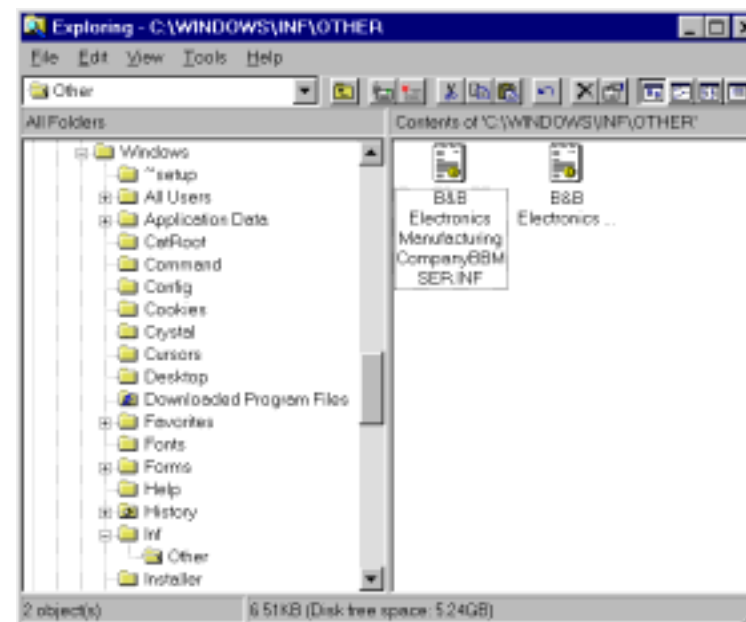 Exploring - C:\WINDOWS\INF\OTHER
File Edit View Tools Help
Other
All Folders
Contents of 'C:\WINDOWS\INF\OTHER'
Windows
~setup
All Users
Application Data
CatRoot
Command
Config
Cookies
Crystal
Cursors
Desktop
Downloaded Program Files
Favorites
Fonts
Forms
Help
History
Inf
Other
Installer
B&B
Electronics
Manufacturing
CompanyBBM
SER.INF
B&B
Electronics ...
2 object(s)
6.51KB (Disk free space: 5.24GB)